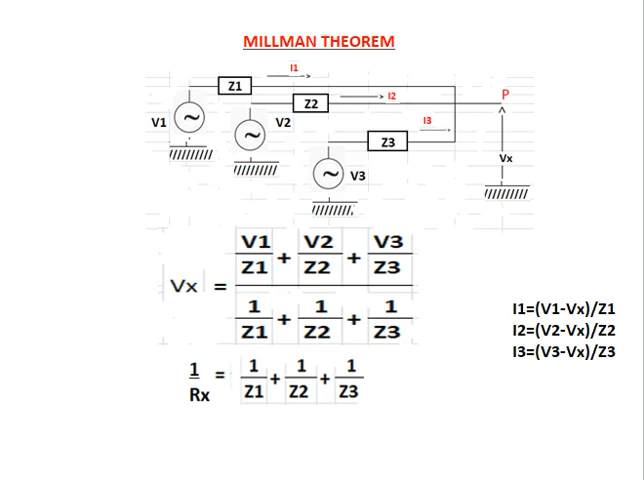 MILLMAN THEOREM
I1
Z1
I2
P
Z2
V1
V2
I3
Z3
Vx
V3
Vx = V1/Z1 + V2/Z2 + V3/Z3
1/Z1 + 1/Z2 + 1/Z3
I1=(V1-Vx)/Z1
I2=(V2-Vx)/Z2
I3=(V3-Vx)/Z3
1/Rx = 1/Z1 + 1/Z2 + 1/Z3